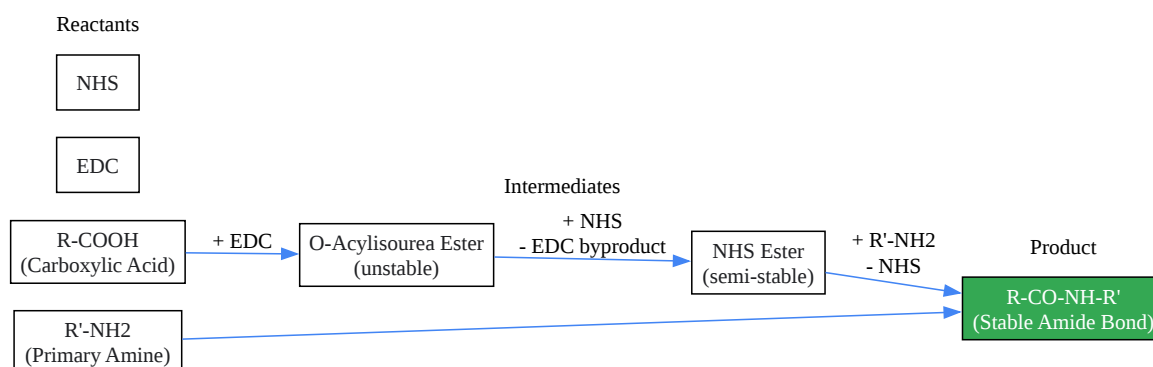 Reactants
NHS
EDC
R-COOH
(Carboxylic Acid)
+ EDC
R'-NH2
(Primary Amine)
Intermediates
O-Acylisourea Ester
(unstable)
+ NHS
- EDC byproduct
NHS Ester
(semi-stable)
+ R'-NH2
- NHS
Product
R-CO-NH-R'
(Stable Amide Bond)